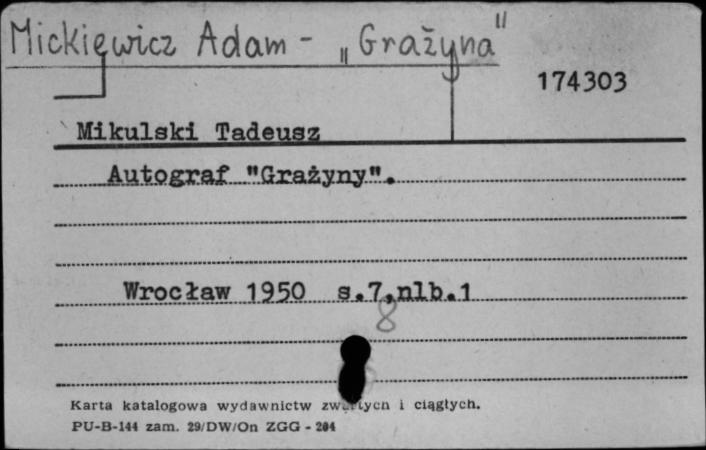 Mickiewicz Adam - „Grażyna"
174303
Mikulski Tadeusz
Autograf "Grażyny".
Wrocław 1950 s.7,nlb.1
8
Karta katalogowa wydawnictw zwartych i ciągłych.
PU-B-144 zam. 29/DW/On ZGG - 204